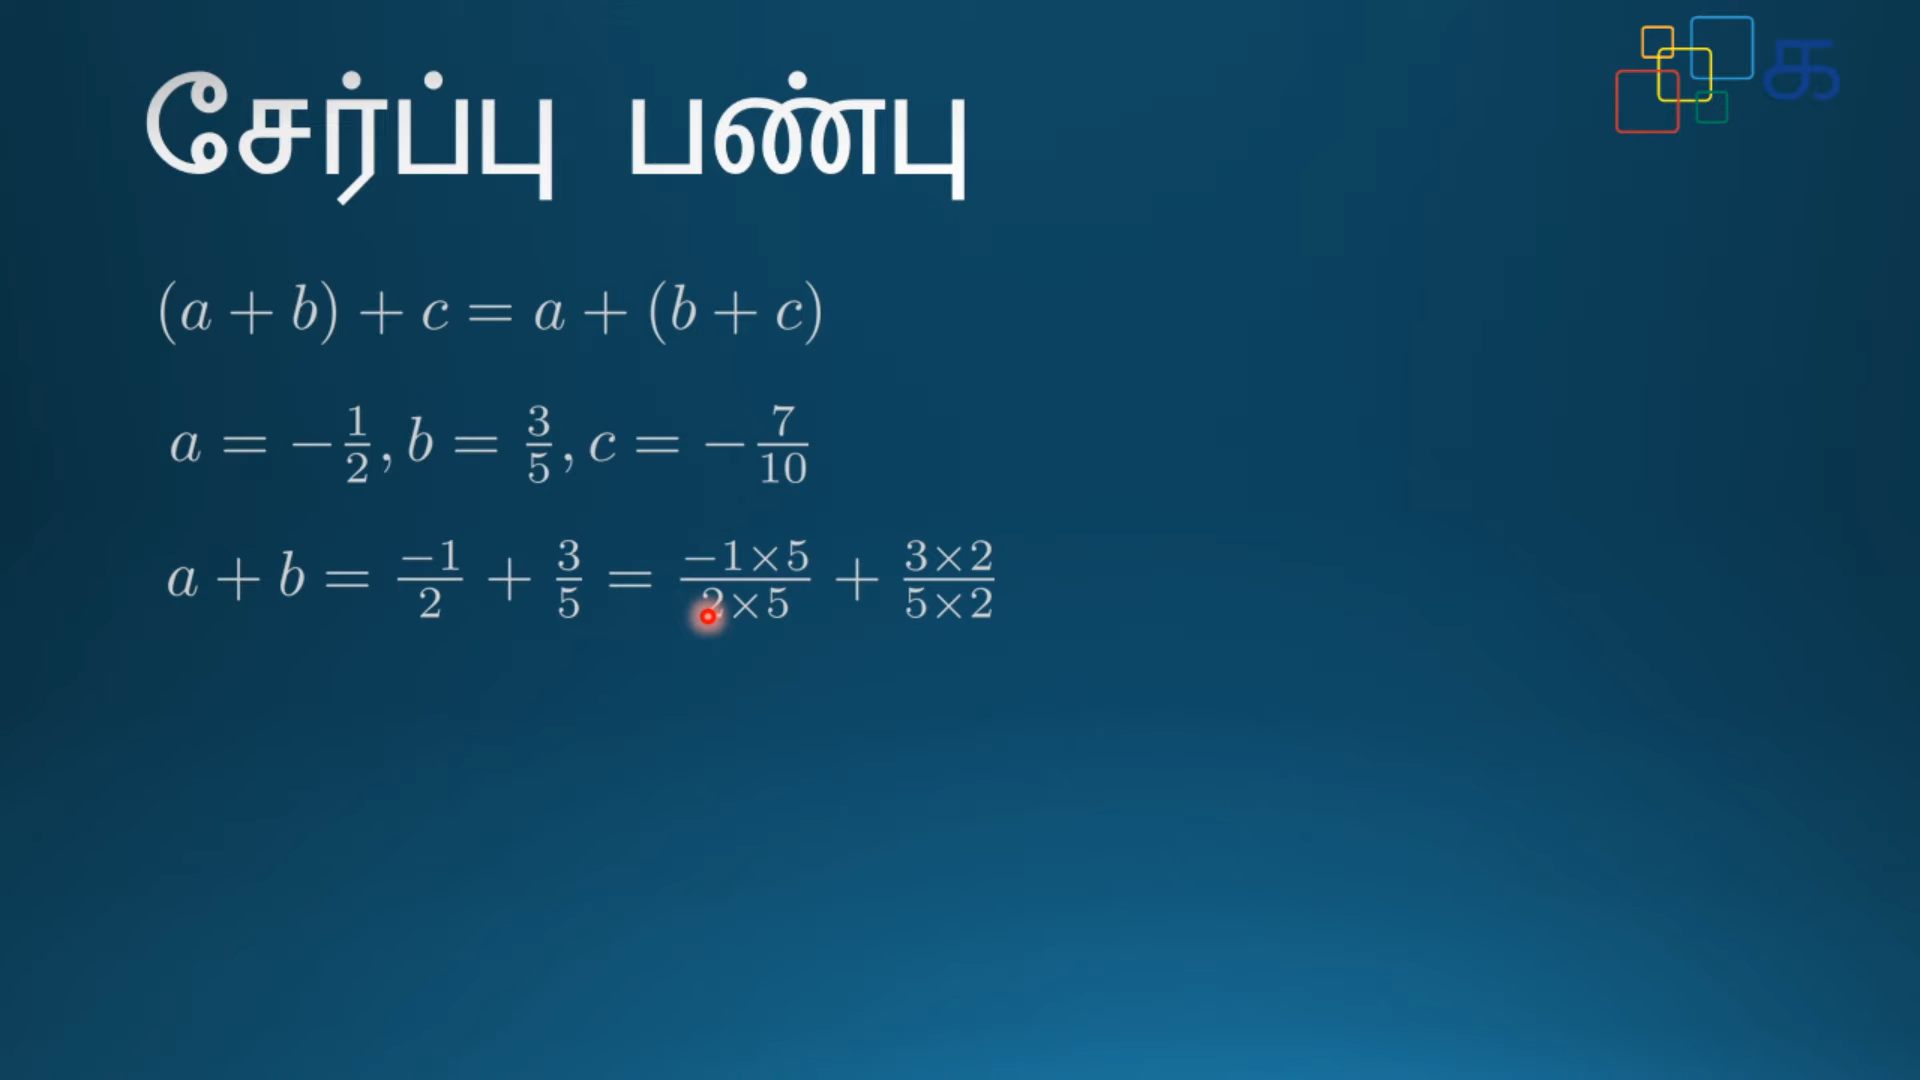 க
சேர்ப்பு பண்பு
(a + b) + c = a + (b + c)
a = −1/2, b = 3/5, c = −7/10
a + b = −1/2 + 3/5 = −1×5/2×5 + 3×2/5×2